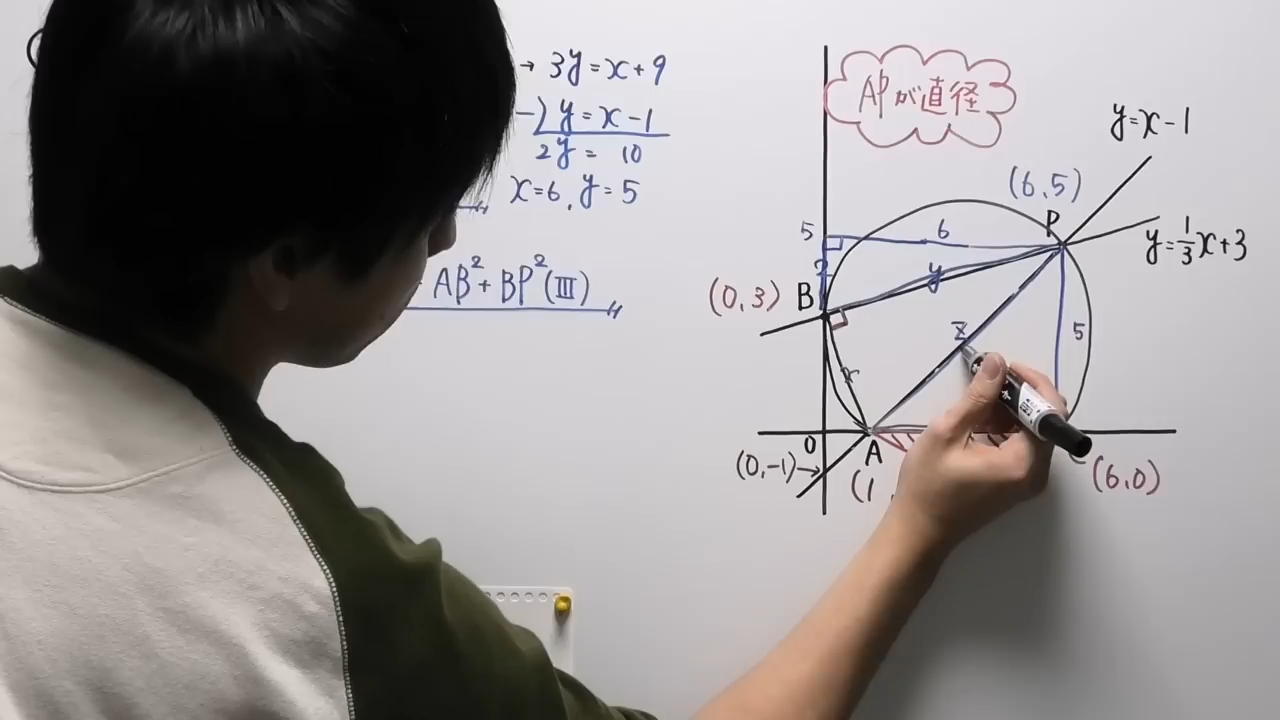 → 3y=x+9
-) y=x-1
2y= 10
x=6, y=5
AB²+BP²(Ⅲ)
APが直径
y=x-1
(6,5)
P
5
6
y=⅓x+3
y
(0,3)
B
z
5
x
0
A
(0,-1)→
(1,
(6,0)